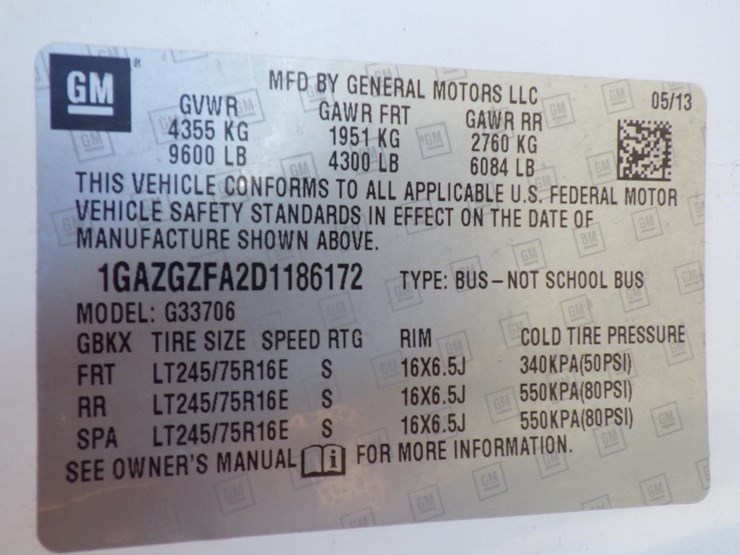 GM
MFD BY GENERAL MOTORS LLC 05/13
GVWR GAWR FRT GAWR RR
4355 KG 1951 KG 2760 KG
9600 LB 4300 LB 6084 LB
THIS VEHICLE CONFORMS TO ALL APPLICABLE U.S. FEDERAL MOTOR
VEHICLE SAFETY STANDARDS IN EFFECT ON THE DATE OF
MANUFACTURE SHOWN ABOVE.
1GAZGZFA2D1186172 TYPE: BUS – NOT SCHOOL BUS
MODEL: G33706
GBKX TIRE SIZE SPEED RTG RIM COLD TIRE PRESSURE
FRT LT245/75R16E S 16X6.5J 340KPA(50PSI)
RR LT245/75R16E S 16X6.5J 550KPA(80PSI)
SPA LT245/75R16E S 16X6.5J 550KPA(80PSI)
SEE OWNER'S MANUAL i FOR MORE INFORMATION.